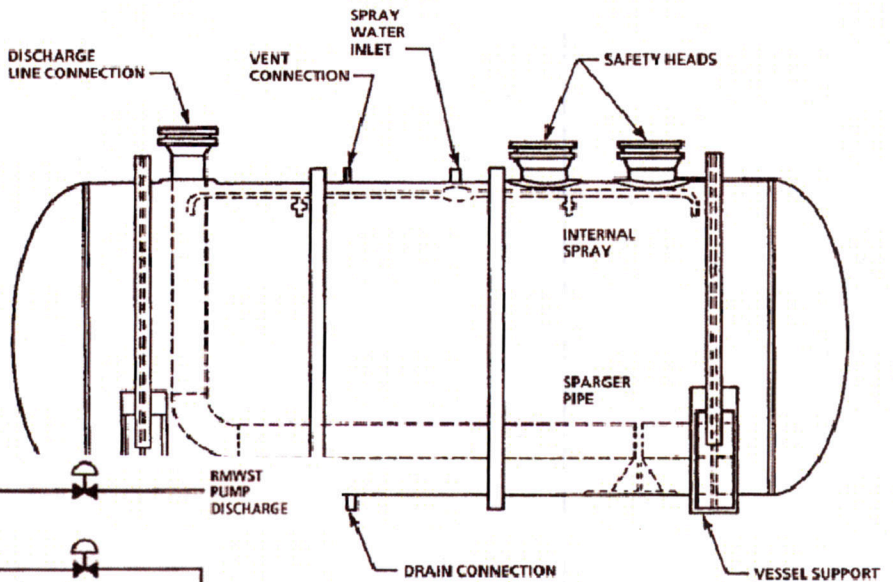 SPRAY
WATER
INLET
DISCHARGE
LINE CONNECTION
VENT
CONNECTION
SAFETY HEADS
INTERNAL
SPRAY
SPARGER
PIPE
RMWST
PUMP
DISCHARGE
DRAIN CONNECTION
VESSEL SUPPORT